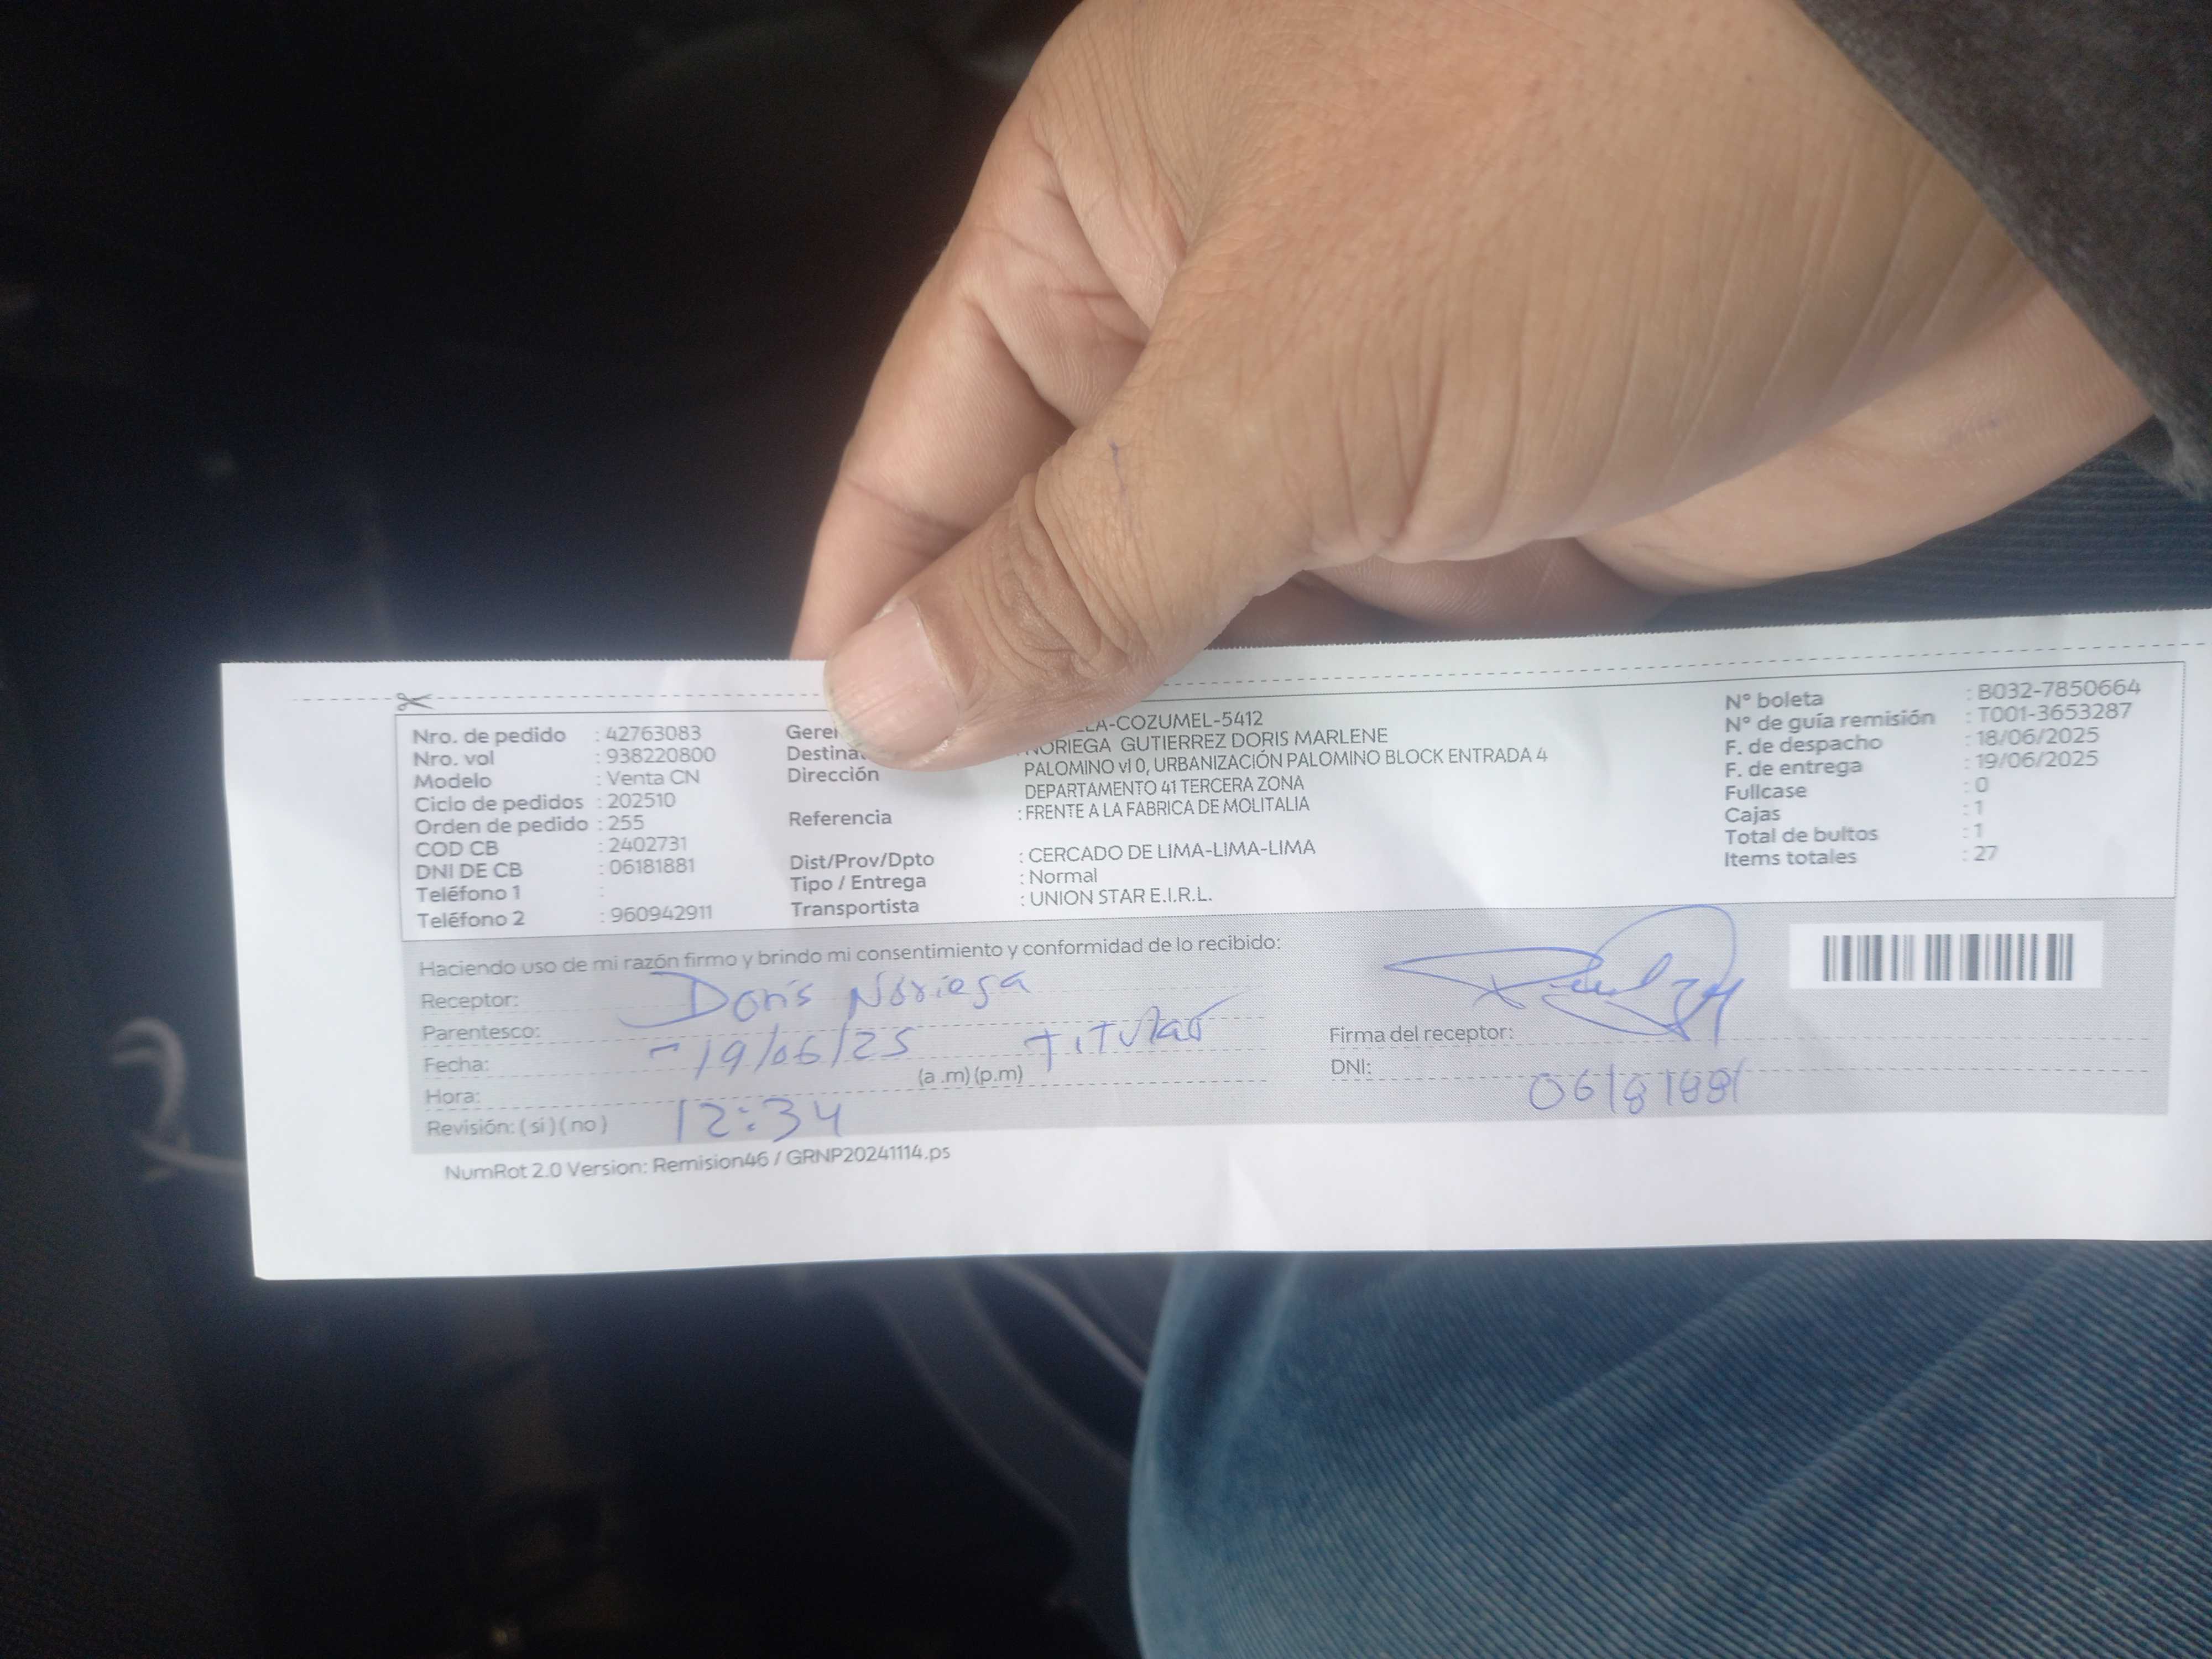 Nro. de pedido : 42763083
Nro. vol : 938220800
Modelo : Venta CN
Ciclo de pedidos : 202510
Orden de pedido : 255
COD CB : 2402731
DNI DE CB : 06181881
Teléfono 1 :
Teléfono 2 : 960942911
COZUMEL-5412
Destina NORIEGA GUTIERREZ DORIS MARLENE
Dirección PALOMINO vl 0, URBANIZACIÓN PALOMINO BLOCK ENTRADA 4
DEPARTAMENTO 41 TERCERA ZONA
Referencia : FRENTE A LA FABRICA DE MOLITALIA
Dist/Prov/Dpto : CERCADO DE LIMA-LIMA-LIMA
Tipo / Entrega : Normal
Transportista : UNION STAR E.I.R.L.
N° boleta : B032-7850664
N° de guía remisión : T001-3653287
F. de despacho : 18/06/2025
F. de entrega : 19/06/2025
Fullcase : 0
Cajas : 1
Total de bultos : 1
Items totales : 27
Haciendo uso de mi razón firmo y brindo mi consentimiento y conformidad de lo recibido:
Receptor: Doris Noriega
Parentesco: Titular
Fecha: 19/06/25
(a .m) (p.m)
Hora: 12:34
Revisión: ( si ) ( no )
Firma del receptor:
DNI: 06181881
NumRot 2.0 Version: Remision46 / GRNP20241114.ps